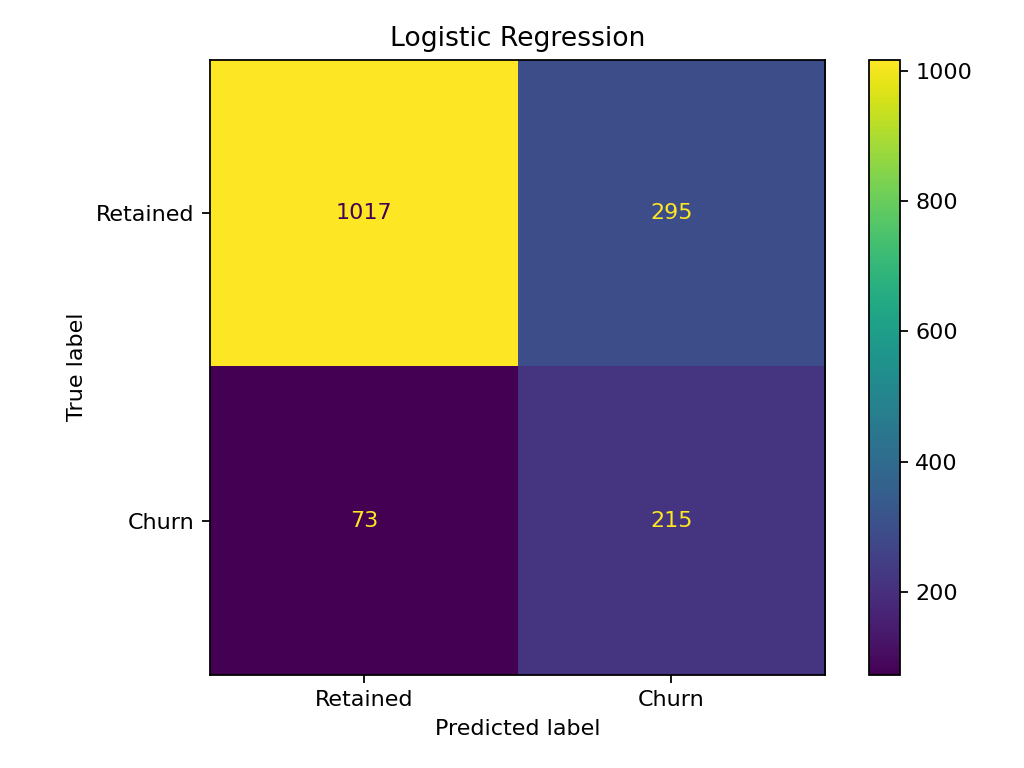 Logistic Regression
True label
Retained
Churn
1017
295
73
215
Retained
Churn
Predicted label
1000
800
600
400
200